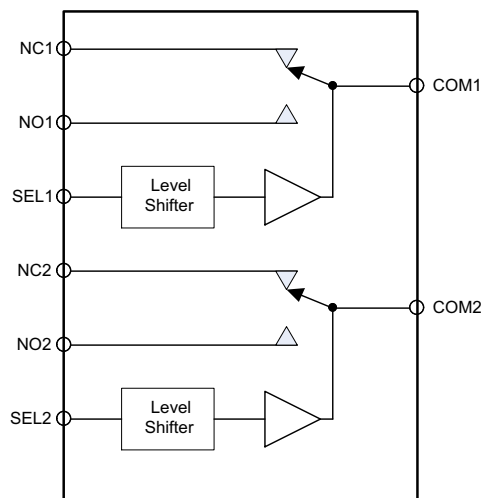 NC1
COM1
NO1
SEL1
Level
Shifter
NC2
COM2
NO2
SEL2
Level
Shifter